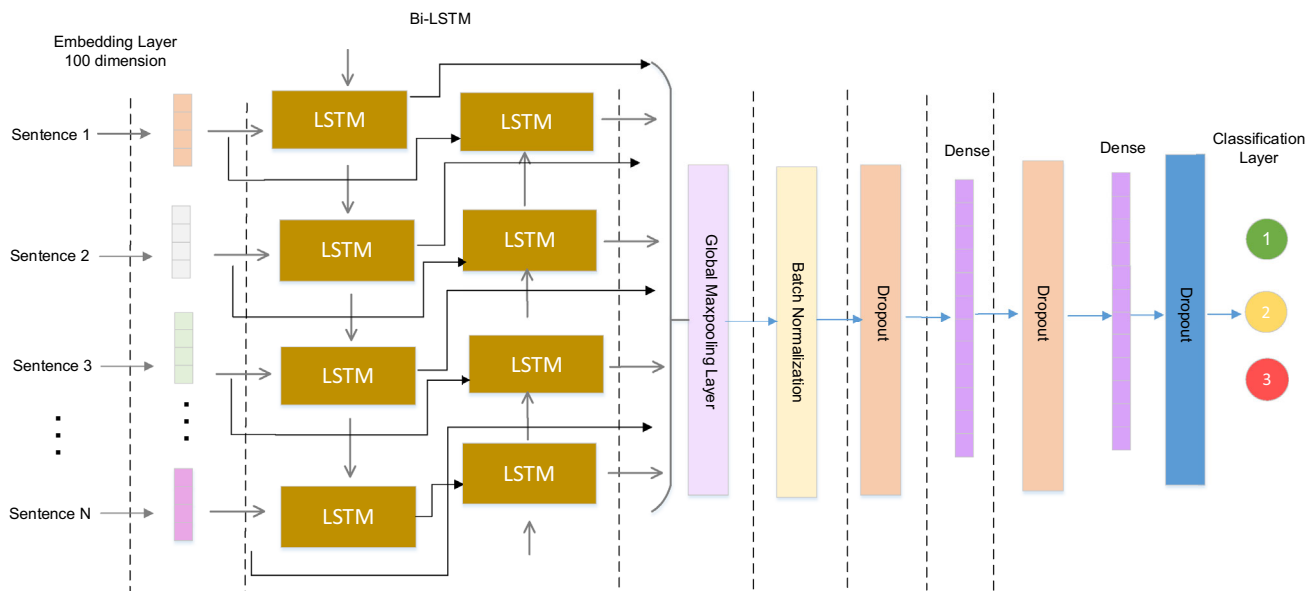 Bi-LSTM
Embedding Layer
100 dimension
Sentence 1
Sentence 2
Sentence 3
Sentence N
LSTM
LSTM
LSTM
LSTM
LSTM
LSTM
LSTM
LSTM
Global Maxpooling Layer
Batch Normalization
Dropout
Dense
Dropout
Dense
Dropout
Classification
Layer
1
2
3